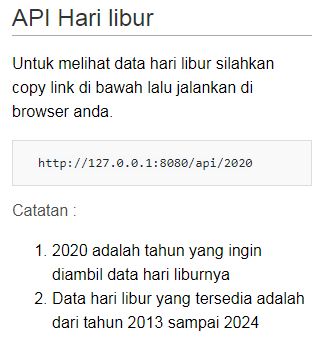 API Hari libur
Untuk melihat data hari libur silahkan
copy link di bawah lalu jalankan di
browser anda.
http://127.0.0.1:8080/api/2020
Catatan :
1. 2020 adalah tahun yang ingin
diambil data hari liburnya
2. Data hari libur yang tersedia adalah
dari tahun 2013 sampai 2024